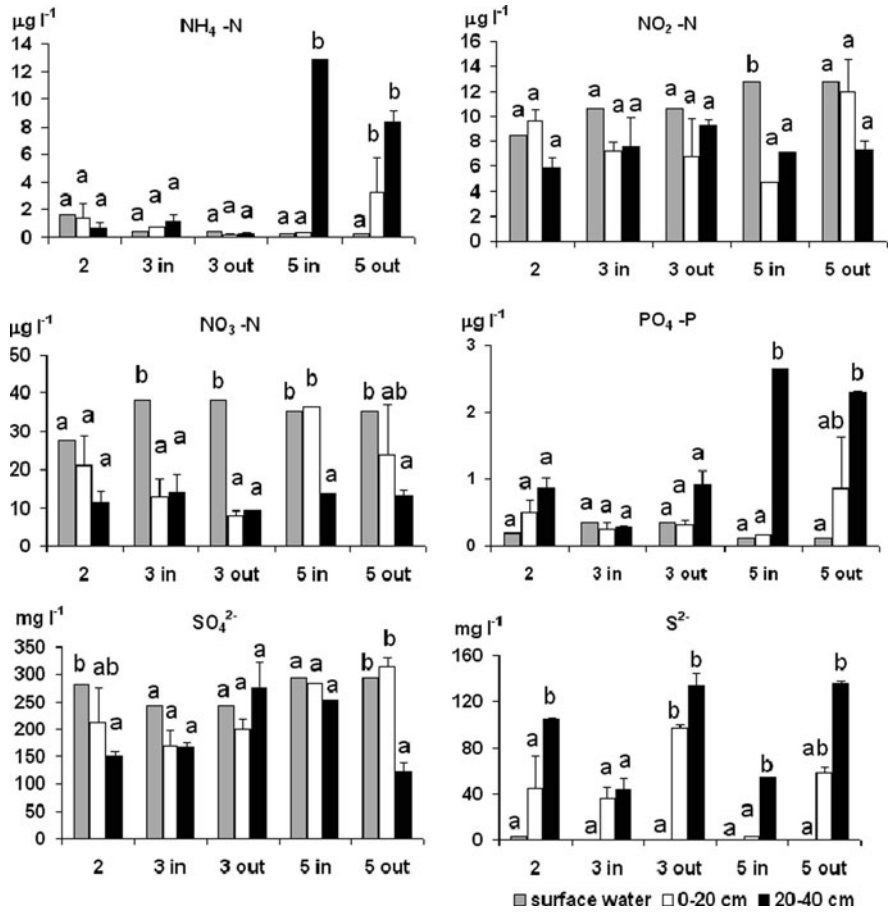 µg l⁻¹ NH₄ -N
14
12
10
8
6
4
2
0
a a a a a a a a a a a b a b b
2 3 in 3 out 5 in 5 out
µg l⁻¹ NO₂ -N
16
14
12
10
8
6
4
2
0
a a a a a a a a a b a a a a a
2 3 in 3 out 5 in 5 out
µg l⁻¹ NO₃ -N
50
40
30
20
10
0
a a a b a a b a a b b a b ab a
2 3 in 3 out 5 in 5 out
µg l⁻¹ PO₄ -P
3
2
1
0
a a a a a a a a a a a b a ab b
2 3 in 3 out 5 in 5 out
mg l⁻¹ SO₄²⁻
350
300
250
200
150
100
50
0
b ab a a a a a a a a a a b b a
2 3 in 3 out 5 in 5 out
mg l⁻¹ S²⁻
160
120
80
40
0
a a b a a a a b b a a b a ab b
2 3 in 3 out 5 in 5 out
surface water 0-20 cm 20-40 cm